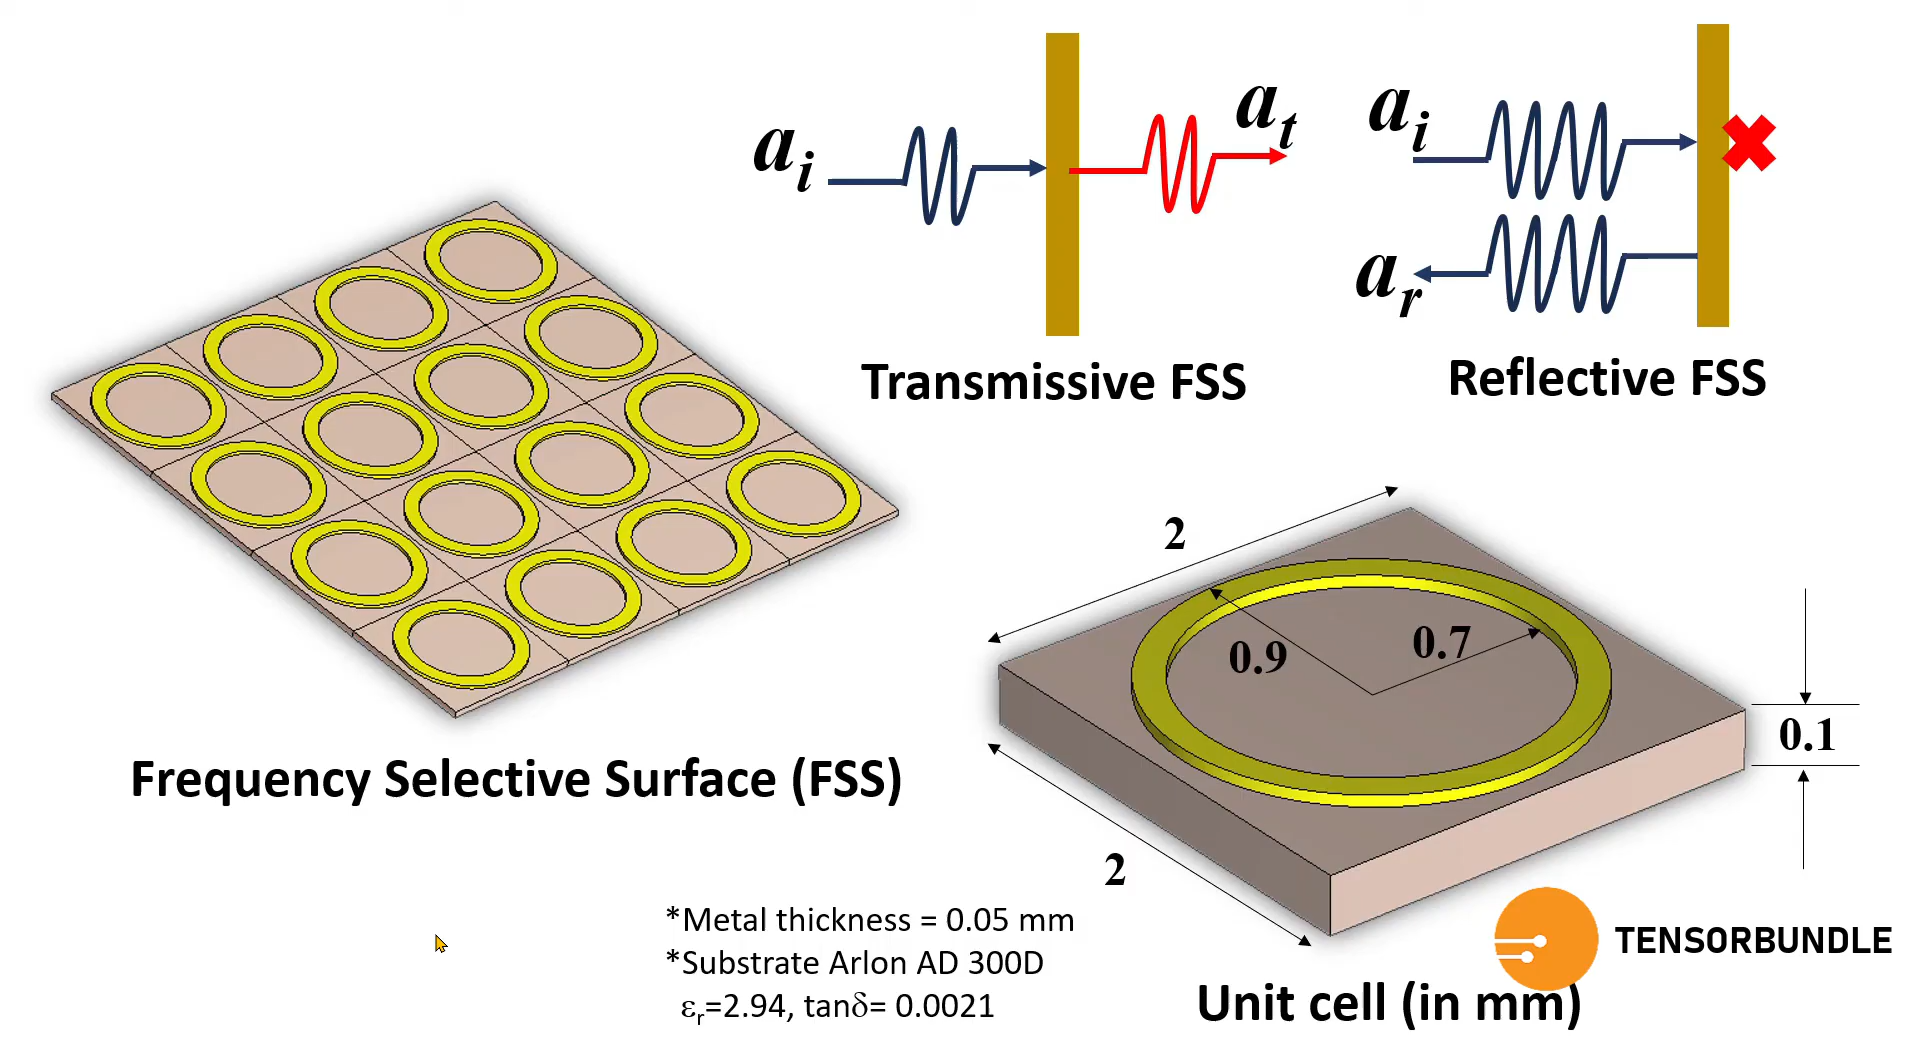 a_i
a_t
a_i
a_r
Transmissive FSS
Reflective FSS
Frequency Selective Surface (FSS)
2
0.9
0.7
0.1
2
*Metal thickness = 0.05 mm
*Substrate Arlon AD 300D
ε_r=2.94, tanδ= 0.0021
TENSORBUNDLE
Unit cell (in mm)